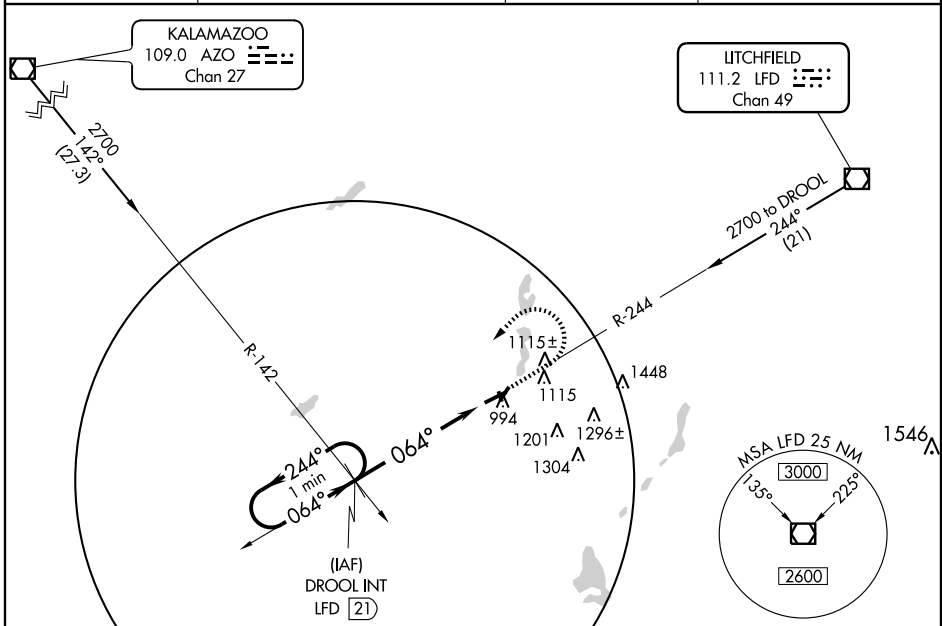 KALAMAZOO
109.0 AZO
Chan 27
LITCHFIELD
111.2 LFD
Chan 49
2700
142°
(27.3)
2700 to DROOL
244°
(21)
R-244
R-142
1115±
1115
1448
994
1201
1296±
1304
1546
064°
244°
1 min
064°
(IAF)
DROOL INT
LFD 21
MSA LFD 25 NM
3000
135°
225°
2600